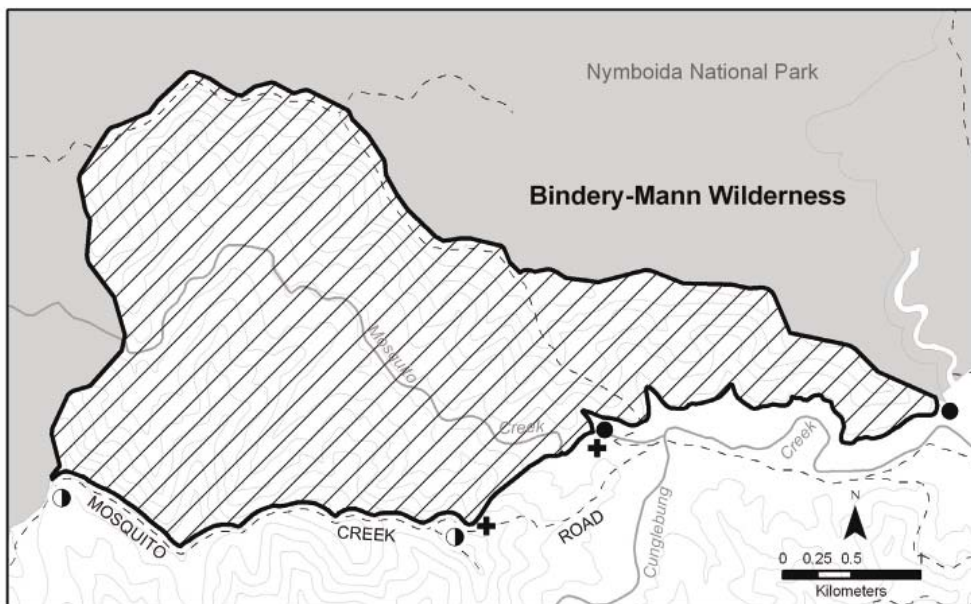 Nymboida National Park
Bindery-Mann Wilderness
Mosquito
Creek
Creek
MOSQUITO
CREEK
ROAD
Cunglebung
N
0 0.25 0.5
Kilometers